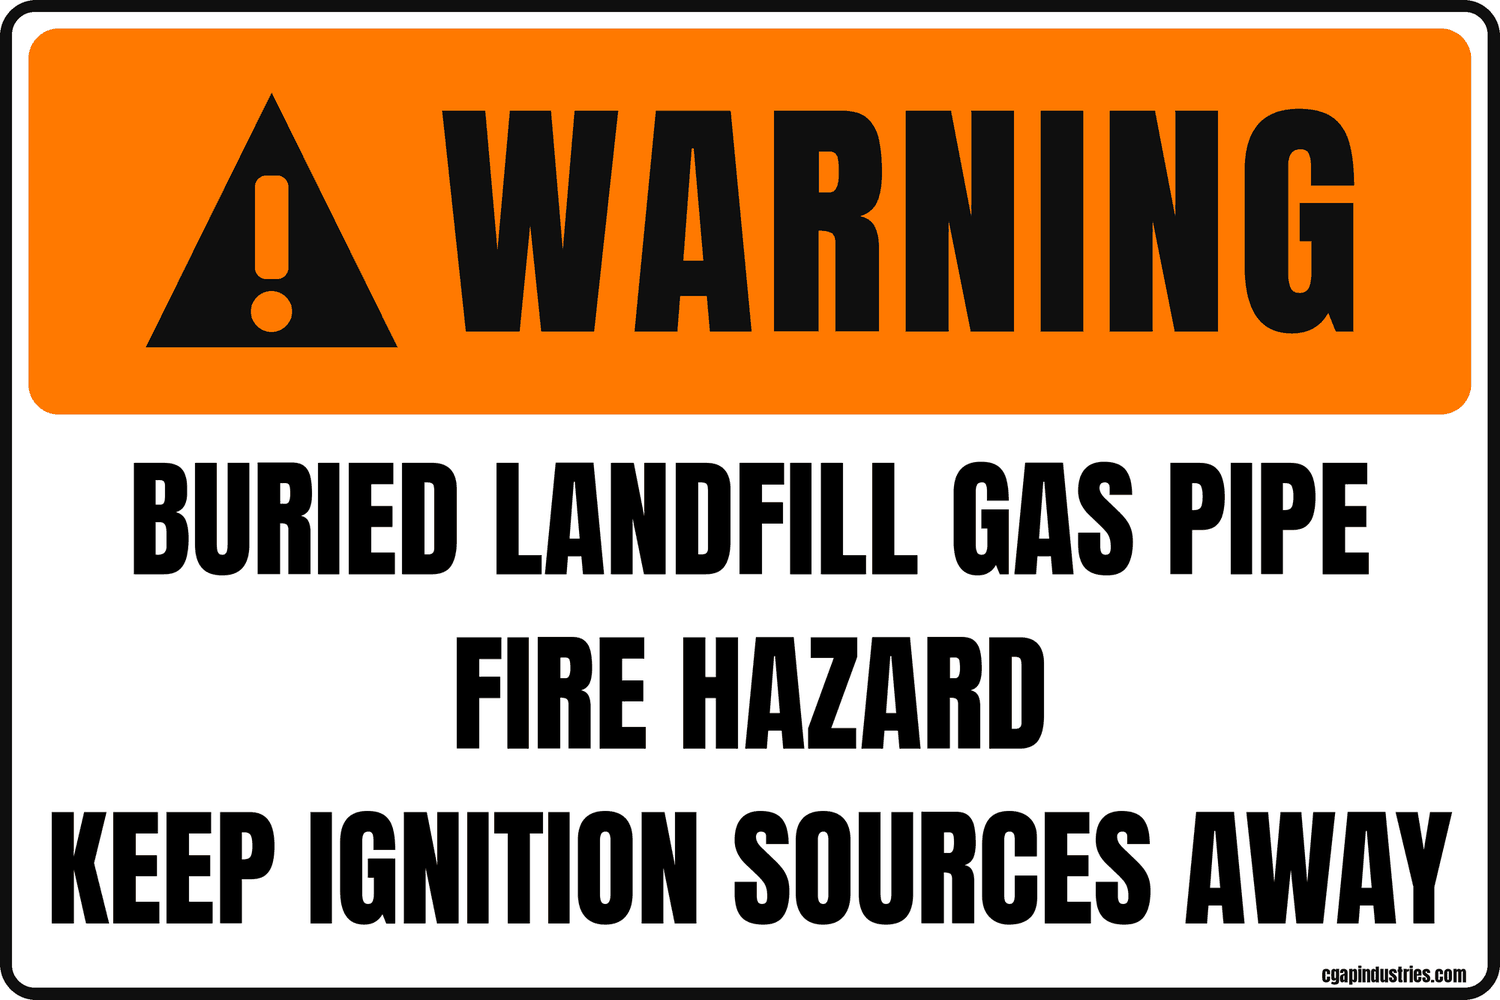 WARNING
BURIED LANDFILL GAS PIPE
FIRE HAZARD
KEEP IGNITION SOURCES AWAY
cgapindustries.com